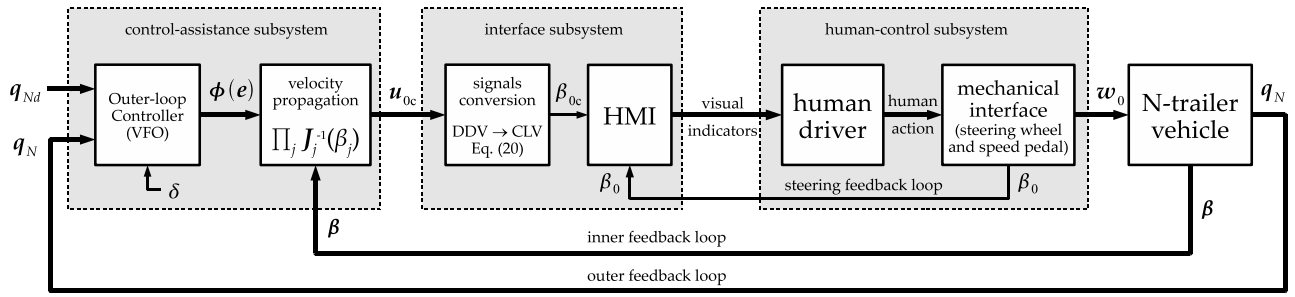 control-assistance subsystem
interface subsystem
human-control subsystem
q_Nd
q_N
Outer-loop
Controller
(VFO)
δ
ϕ(e)
velocity
propagation
∏_j J_j^{-1}(β_j)
u_0c
signals
conversion
DDV → CLV
Eq. (20)
β_0c
HMI
visual
indicators
human
driver
human
action
mechanical
interface
(steering wheel
and speed pedal)
w_0
N-trailer
vehicle
q_N
β_0
steering feedback loop
β_0
β
inner feedback loop
β
outer feedback loop